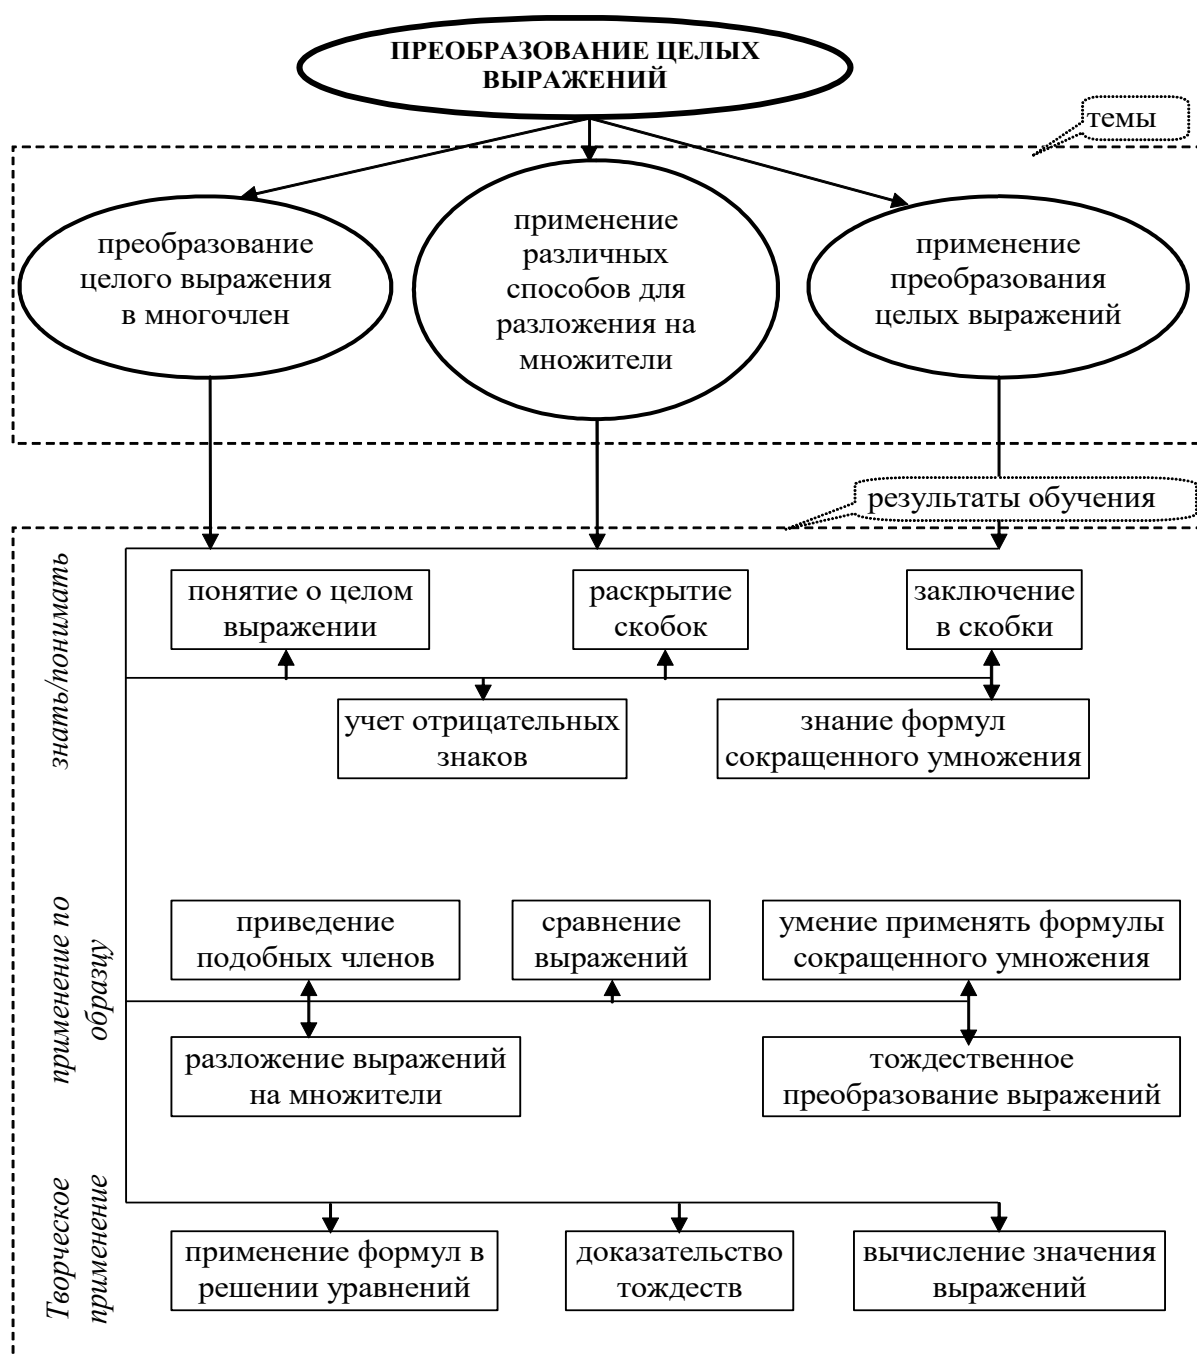 ПРЕОБРАЗОВАНИЕ ЦЕЛЫХ
ВЫРАЖЕНИЙ
темы
преобразование
целого выражения
в многочлен
применение
различных
способов для
разложения на
множители
применение
преобразования
целых выражений
результаты обучения
знать/понимать
понятие о целом
выражении
раскрытие
скобок
заключение
в скобки
учет отрицательных
знаков
знание формул
сокращенного умножения
применение по
образцу
приведение
подобных членов
сравнение
выражений
умение применять формулы
сокращенного умножения
разложение выражений
на множители
тождественное
преобразование выражений
Творческое
применение
применение формул в
решении уравнений
доказательство
тождеств
вычисление значения
выражений